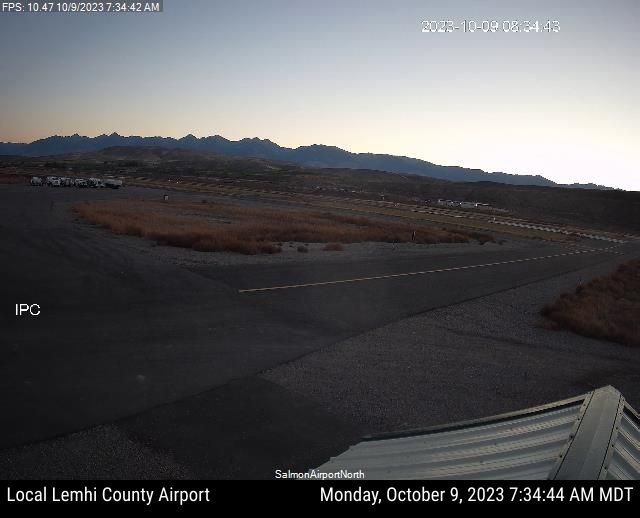 FPS: 10.47 10/9/2023 7:34:42 AM
2023-10-09 08:34:43
IPC
SalmonAirportNorth
Local Lemhi County Airport Monday, October 9, 2023 7:34:44 AM MDT